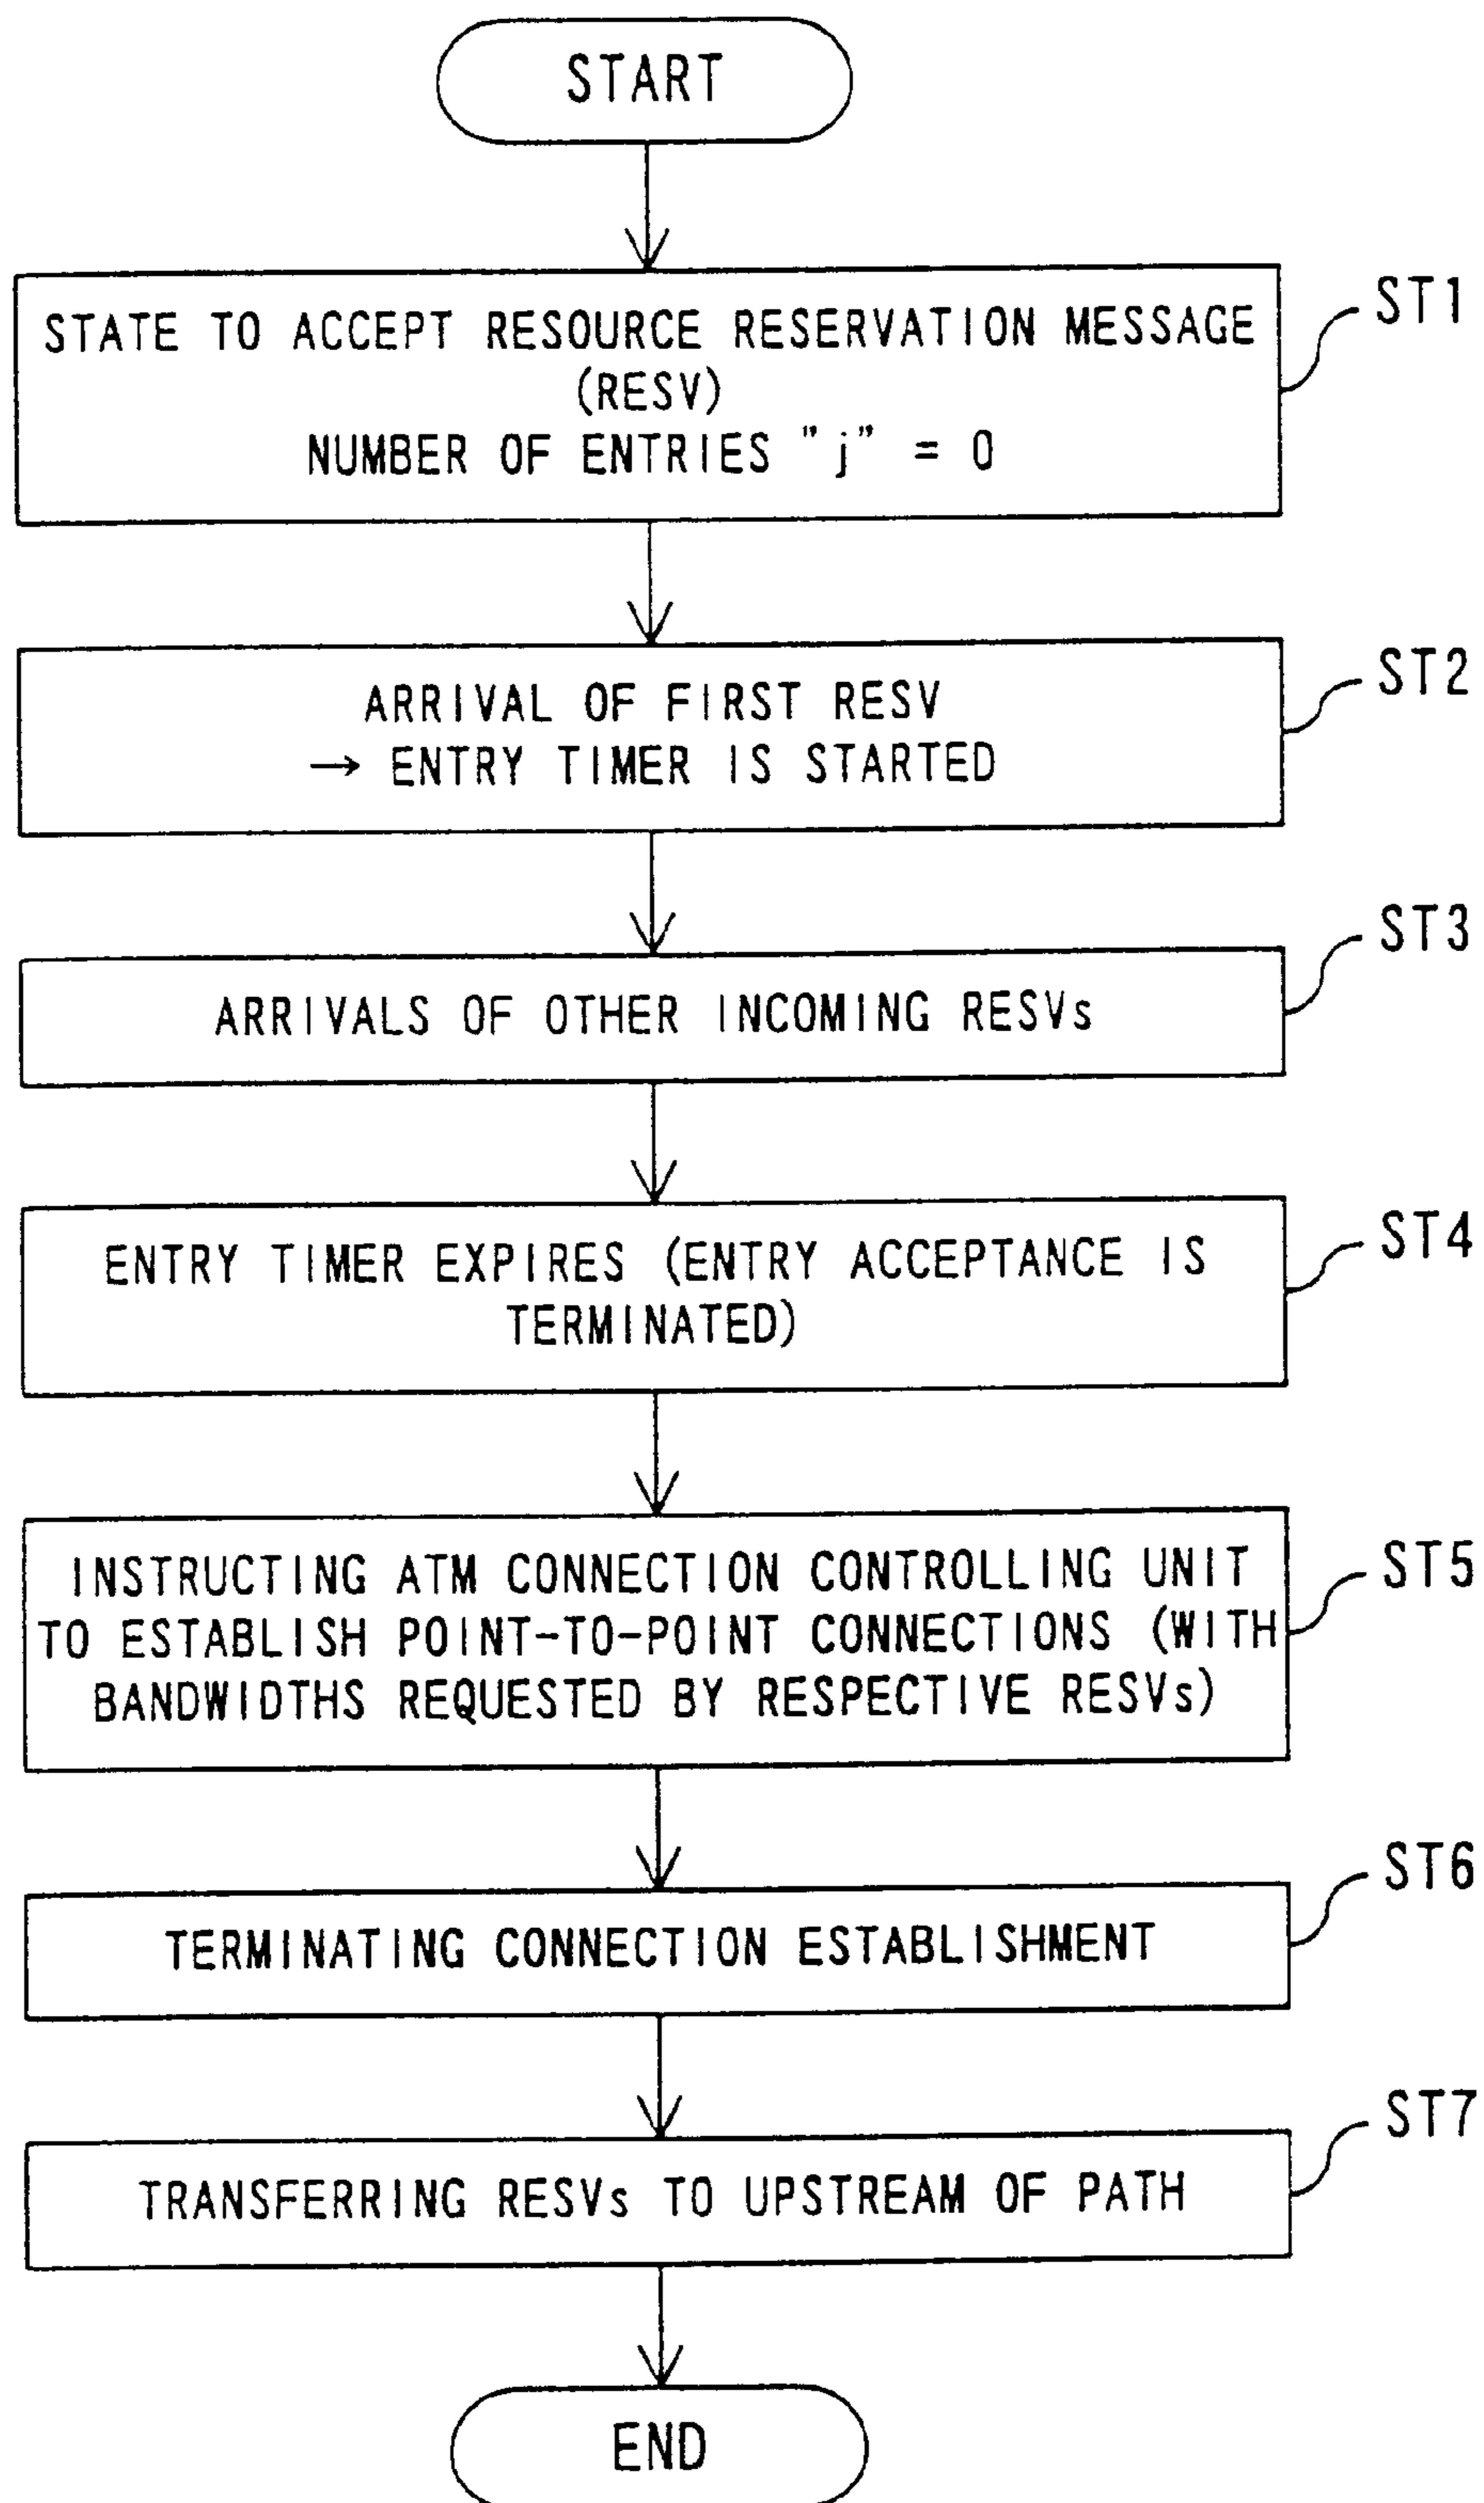 START
STATE TO ACCEPT RESOURCE RESERVATION MESSAGE
(RESV)
NUMBER OF ENTRIES "j" = 0
ST1
ARRIVAL OF FIRST RESV
→ ENTRY TIMER IS STARTED
ST2
ARRIVALS OF OTHER INCOMING RESVs
ST3
ENTRY TIMER EXPIRES (ENTRY ACCEPTANCE IS
TERMINATED)
ST4
INSTRUCTING ATM CONNECTION CONTROLLING UNIT
TO ESTABLISH POINT-TO-POINT CONNECTIONS (WITH
BANDWIDTHS REQUESTED BY RESPECTIVE RESVs)
ST5
TERMINATING CONNECTION ESTABLISHMENT
ST6
TRANSFERRING RESVs TO UPSTREAM OF PATH
ST7
END